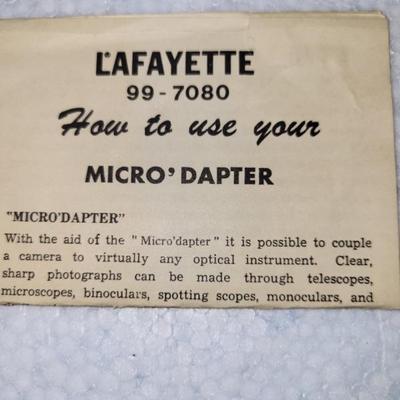 LAFAYETTE
99-7080
How to use your
MICRO'DAPTER
"MICRO'DAPTER"
With the aid of the "Micro'dapter" it is possible to couple
a camera to virtually any optical instrument. Clear,
sharp photographs can be made through telescopes,
microscopes, binoculars, spotting scopes, monoculars, and